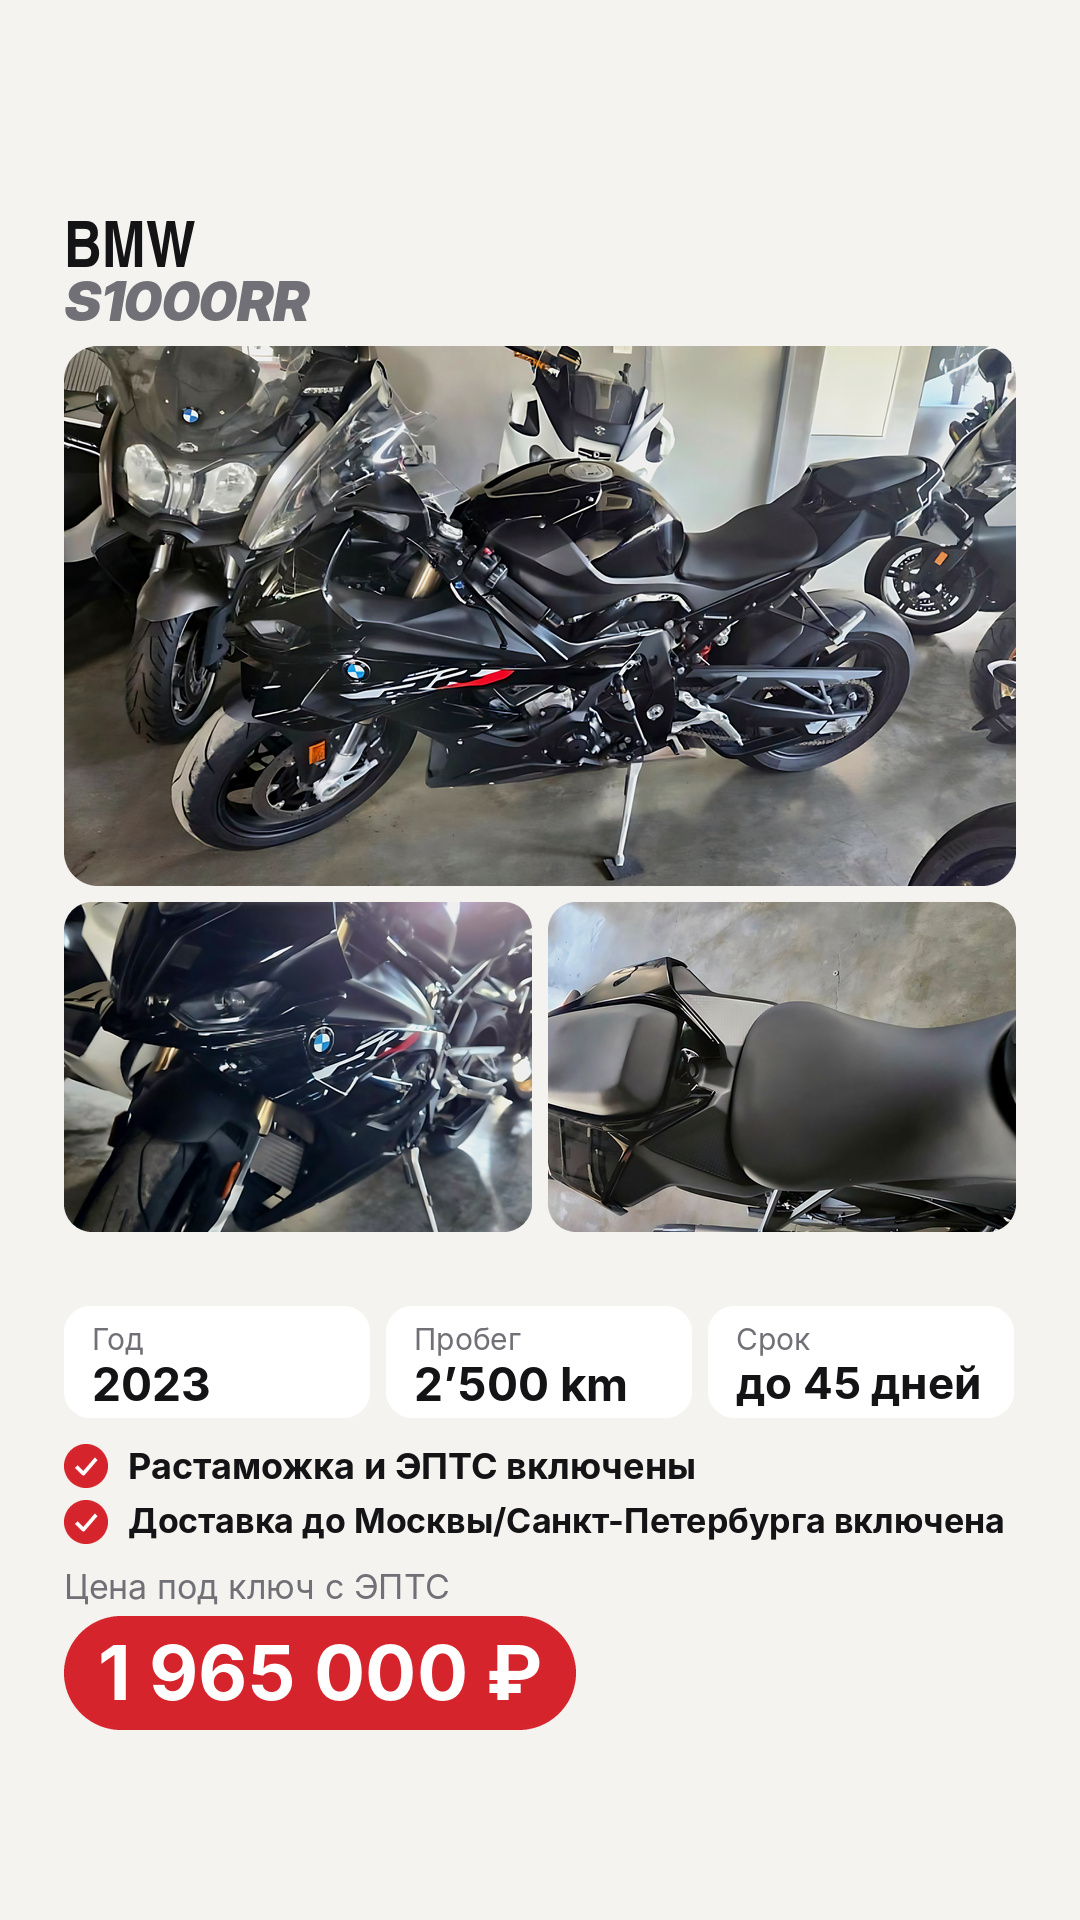 BMW
S1000RR
Год
2023
Пробег
2’500 km
Срок
до 45 дней
Растаможка и ЭПТС включены
Доставка до Москвы/Санкт-Петербурга включена
Цена под ключ с ЭПТС
1 965 000 ₽